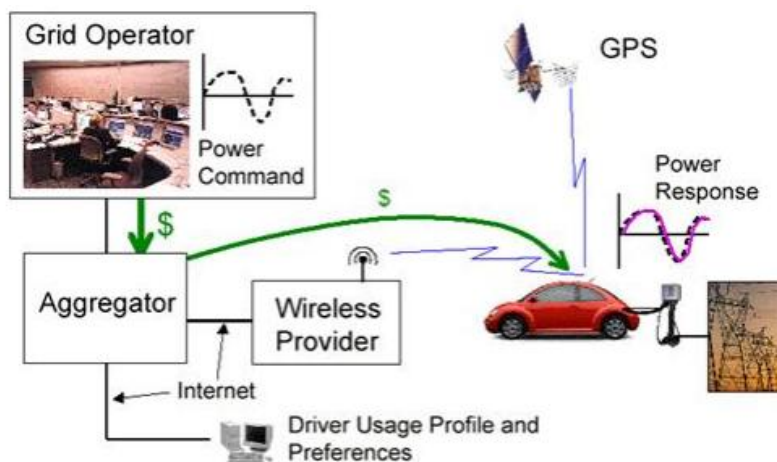 Grid Operator
Power
Command
GPS
Power
Response
$
$
Aggregator
Wireless
Provider
Internet
Driver Usage Profile and
Preferences